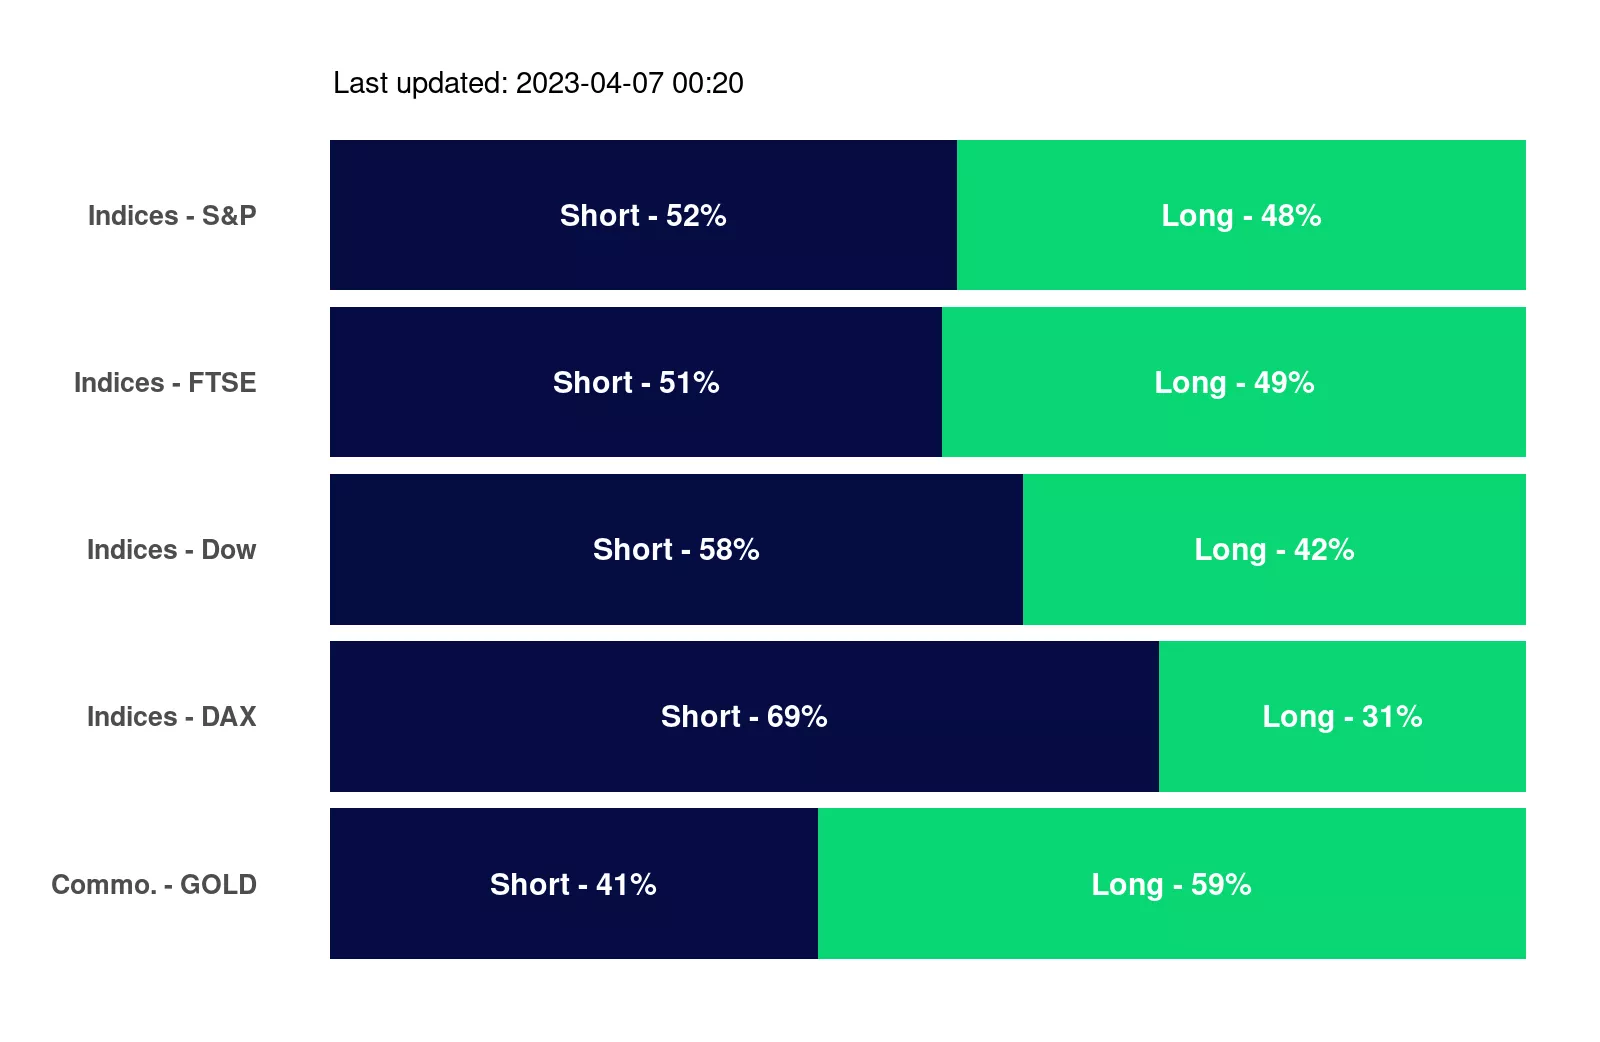 Last updated: 2023-04-07 00:20
Indices - S&P Short - 52% Long - 48%
Indices - FTSE Short - 51% Long - 49%
Indices - Dow Short - 58% Long - 42%
Indices - DAX Short - 69% Long - 31%
Commo. - GOLD Short - 41% Long - 59%